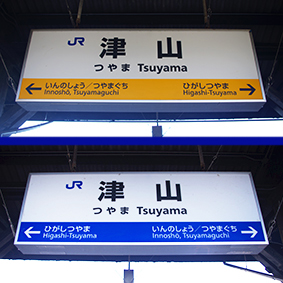 JR 津山
つやま Tsuyama
← いんのしょう／つやまぐち ひがしつやま →
Innoshō, Tsuyamaguchi Higashi-Tsuyama
JR 津山
つやま Tsuyama
← ひがしつやま いんのしょう／つやまぐち →
Higashi-Tsuyama Innoshō, Tsuyamaguchi